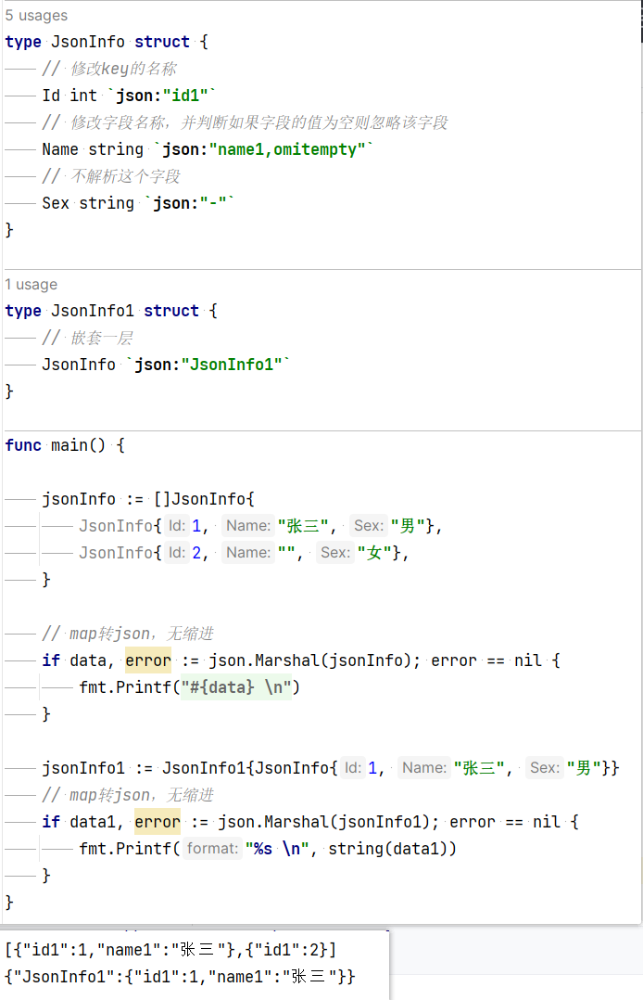 5 usages
type JsonInfo struct {
// 修改key的名称
Id int `json:"id1"`
// 修改字段名称，并判断如果字段的值为空则忽略该字段
Name string `json:"name1,omitempty"`
// 不解析这个字段
Sex string `json:"-"`
}
1 usage
type JsonInfo1 struct {
// 嵌套一层
JsonInfo `json:"JsonInfo1"`
}
func main() {
jsonInfo := []JsonInfo{
JsonInfo{ Id: 1, Name: "张三", Sex: "男"},
JsonInfo{ Id: 2, Name: "", Sex: "女"},
}
// map转json，无缩进
if data, error := json.Marshal(jsonInfo); error == nil {
fmt.Printf("#{data} \n")
}
jsonInfo1 := JsonInfo1{JsonInfo{ Id: 1, Name: "张三", Sex: "男"}}
// map转json，无缩进
if data1, error := json.Marshal(jsonInfo1); error == nil {
fmt.Printf( format: "%s \n", string(data1))
}
}
[{"id1":1,"name1":"张三"},{"id1":2}]
{"JsonInfo1":{"id1":1,"name1":"张三"}}